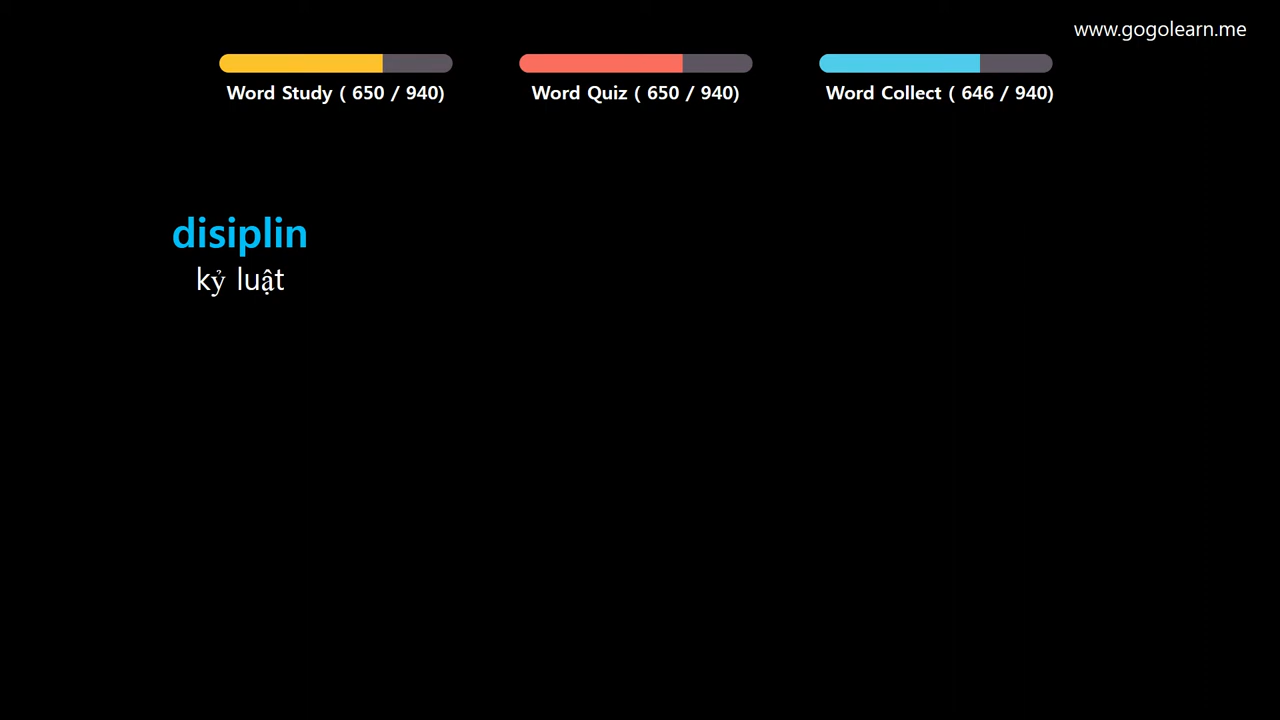 www.gogolearn.me
Word Study ( 650 / 940)
Word Quiz ( 650 / 940)
Word Collect ( 646 / 940)
disiplin
kỷ luật